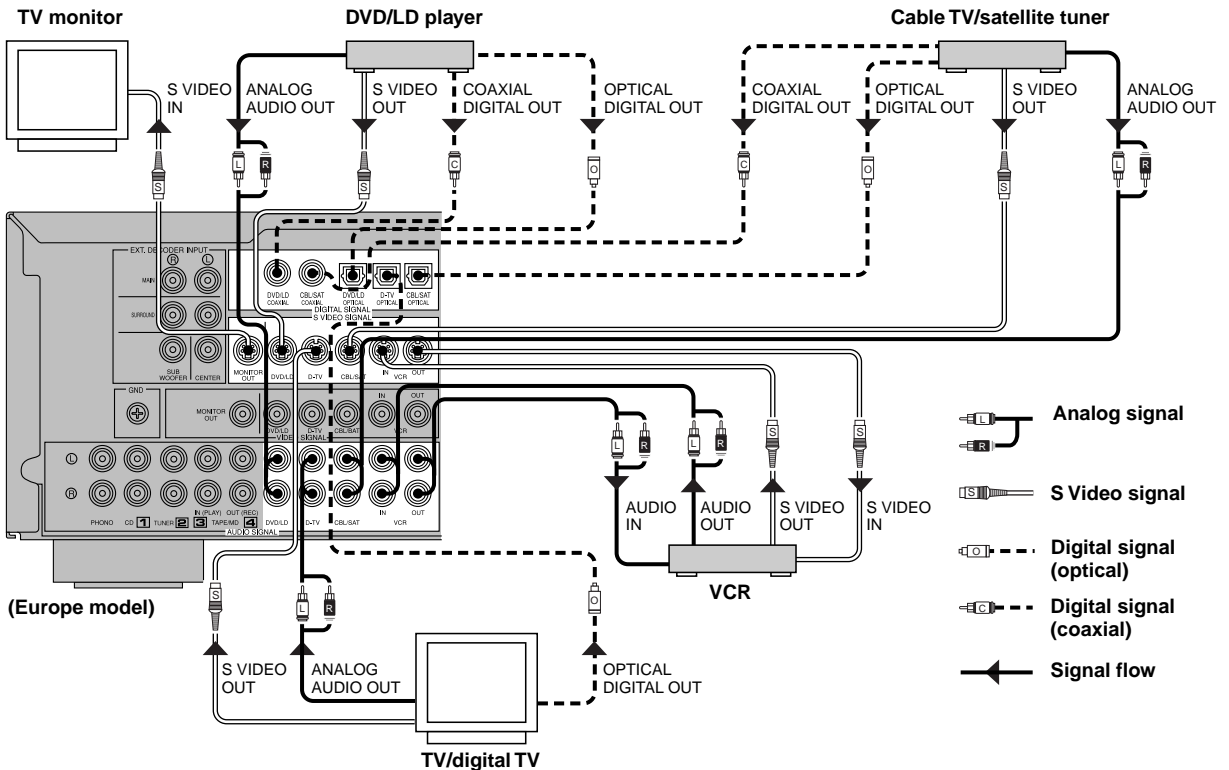 TV monitor
DVD/LD player
Cable TV/satellite tuner
S VIDEO
IN
ANALOG
AUDIO OUT
S VIDEO
OUT
COAXIAL
DIGITAL OUT
OPTICAL
DIGITAL OUT
COAXIAL
DIGITAL OUT
OPTICAL
DIGITAL OUT
S VIDEO
OUT
ANALOG
AUDIO OUT
S
L
R
S
C
O
C
O
S
L
R
EXT. DECODER INPUT
R
L
MAIN
SURROUND
SUB
WOOFER
CENTER
DVD/LD
COAXIAL
CBL/SAT
COAXIAL
DVD/LD
OPTICAL
D-TV
OPTICAL
CBL/SAT
OPTICAL
DIGITAL SIGNAL
S VIDEO SIGNAL
MONITOR
OUT
DVD/LD
D-TV
CBL/SAT
IN
VCR
OUT
GND
MONITOR
OUT
DVD/LD
D-TV
CBL/SAT
IN
VCR
OUT
VIDEO SIGNAL
L
R
PHONO
CD 1
TUNER 2
IN (PLAY)
3
TAPE/MD
OUT (REC)
4
DVD/LD
D-TV
CBL/SAT
IN
VCR
OUT
AUDIO SIGNAL
L
R
L
R
S
S
AUDIO
IN
AUDIO
OUT
S VIDEO
OUT
S VIDEO
IN
VCR
(Europe model)
S
L
R
O
S VIDEO
OUT
ANALOG
AUDIO OUT
OPTICAL
DIGITAL OUT
TV/digital TV
L
R
Analog signal
S
S Video signal
O
Digital signal
(optical)
C
Digital signal
(coaxial)
Signal flow